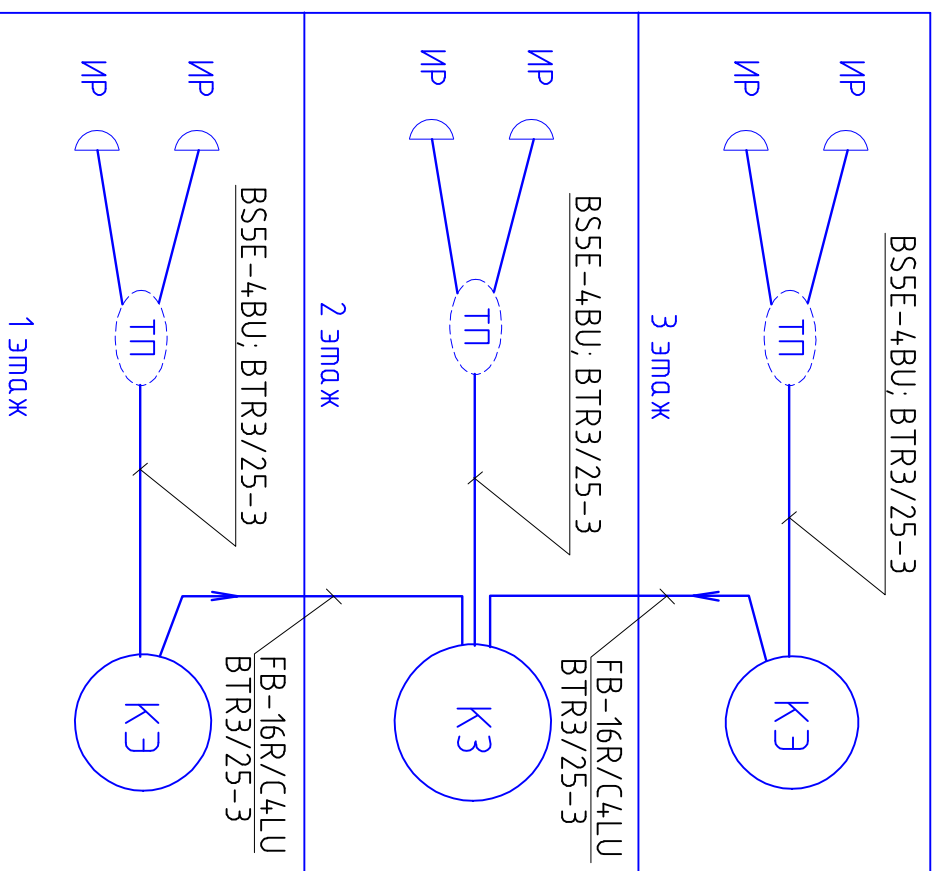 ИР
ИР
ТП
BS5E-4BU; BTR3/25-3
КЭ
3 этаж
FB-16R/C4LU
BTR3/25-3
ИР
ИР
ТП
BS5E-4BU; BTR3/25-3
КЗ
2 этаж
FB-16R/C4LU
BTR3/25-3
ИР
ИР
ТП
BS5E-4BU; BTR3/25-3
КЭ
1 этаж